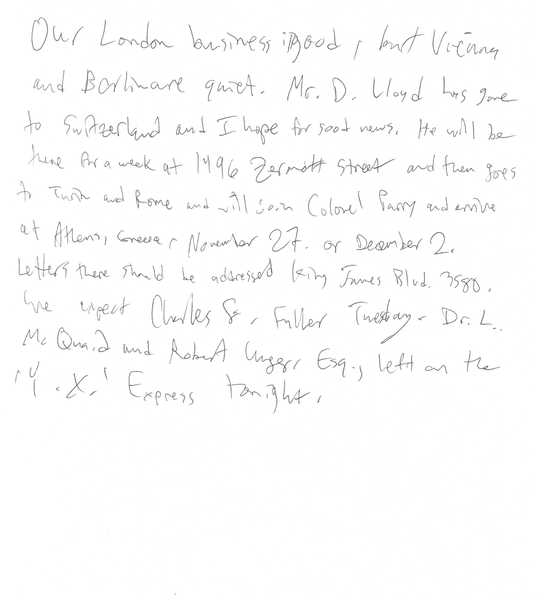 Our London business is good, but Vienna
and Berlin are quiet. Mr. D. Lloyd has gone
to Switzerland and I hope for good news. He will be
there for a week at 1496 Zermott Street and then goes
to Turin and Rome and will join Colonel Parry and arrive
at Athens, Greece, November 27. or December 2.
Letters there should be addressed King James Blvd. 3580.
We expect Charles E. Fuller Tuesday. Dr. L.
Mc Quaid and Robert Unger, Esq., left on the
'Y.X.' Express tonight.